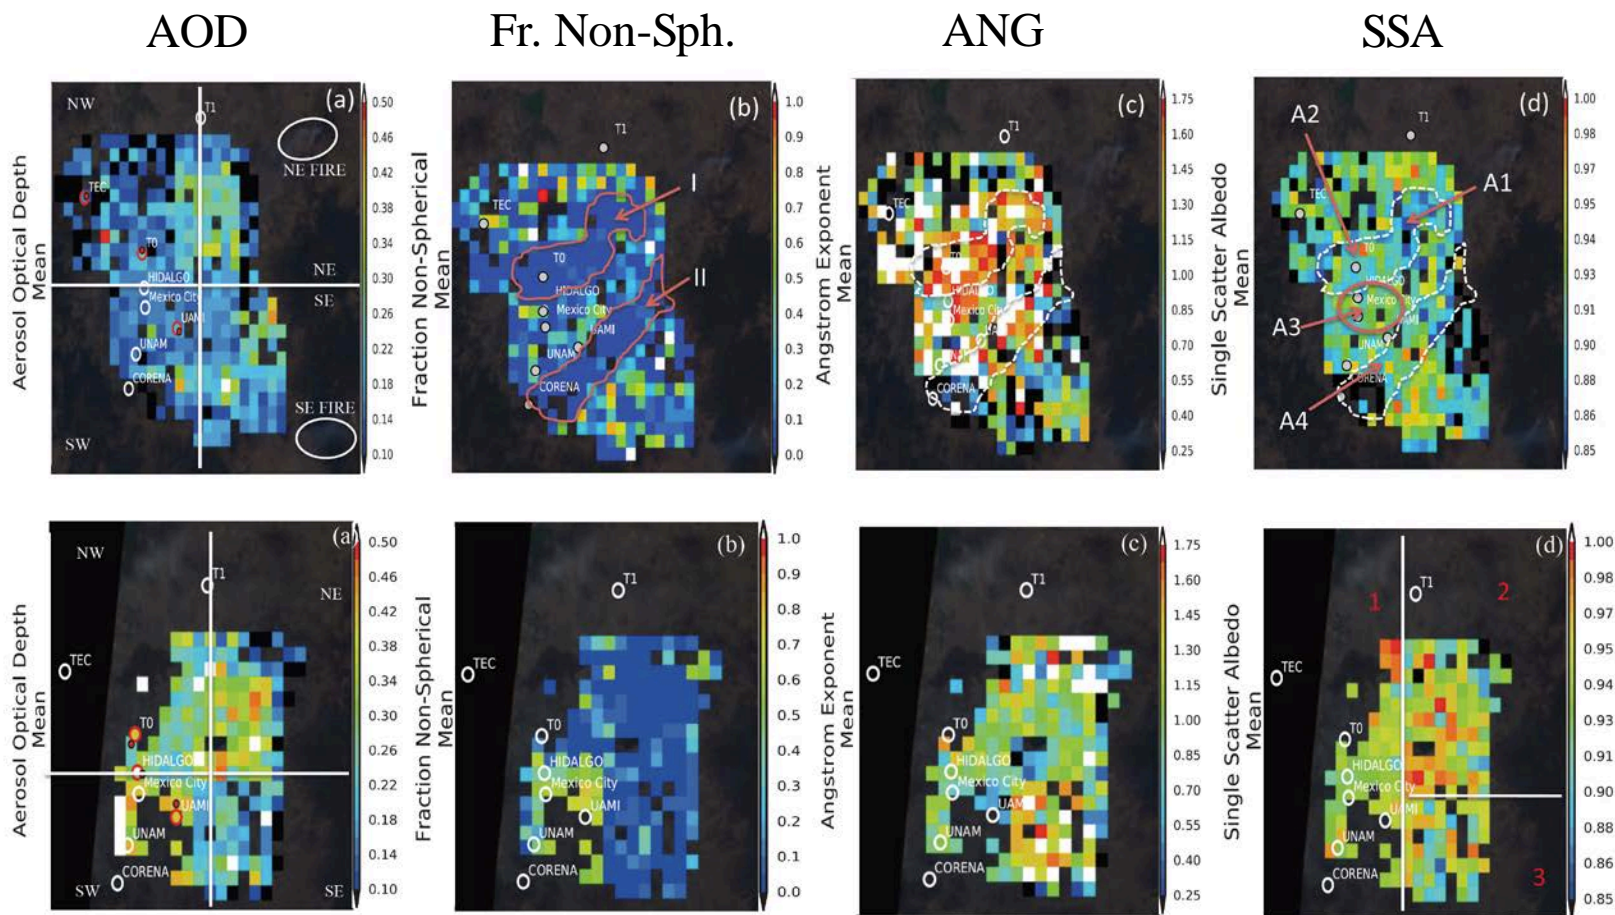 AOD
Fr. Non-Sph.
ANG
SSA
Aerosol Optical Depth
Mean
NW
(a)
T1
NE FIRE
TEC
T0
HIDALGO
NE
Mexico City
SE
UAMI
UNAM
CORENA
SE FIRE
SW
0.50
0.46
0.42
0.38
0.34
0.30
0.26
0.22
0.18
0.14
0.10
Fraction Non-Spherical
Mean
(b)
T1
I
TEC
T0
II
HIDALGO
Mexico City
UAMI
UNAM
CORENA
1.0
0.9
0.8
0.7
0.6
0.5
0.4
0.3
0.2
0.1
0.0
Angstrom Exponent
Mean
(c)
T1
TEC
HIDALGO
Mexico City
CORENA
1.75
1.60
1.45
1.30
1.15
1.00
0.85
0.70
0.55
0.40
0.25
Single Scatter Albedo
Mean
A2
(d)
T1
A1
TEC
T0
HIDALGO
Mexico City
A3
UAMI
UNAM
CORENA
A4
1.00
0.98
0.97
0.95
0.94
0.93
0.91
0.90
0.88
0.86
0.85
Aerosol Optical Depth
Mean
NW
(a)
T1
NE
TEC
T0
HIDALGO
Mexico City
UAMI
UNAM
CORENA
SW
SE
0.50
0.46
0.42
0.38
0.34
0.30
0.26
0.22
0.18
0.14
0.10
Fraction Non-Spherical
Mean
(b)
T1
TEC
T0
HIDALGO
Mexico City
UAMI
UNAM
CORENA
1.0
0.9
0.8
0.7
0.6
0.5
0.4
0.3
0.2
0.1
0.0
Angstrom Exponent
Mean
(c)
T1
TEC
T0
HIDALGO
Mexico City
UAMI
UNAM
CORENA
1.75
1.60
1.45
1.30
1.15
1.00
0.85
0.70
0.55
0.40
0.25
Single Scatter Albedo
Mean
(d)
1
T1
2
TEC
T0
HIDALGO
Mexico City
UAMI
UNAM
CORENA
3
1.00
0.98
0.97
0.95
0.94
0.93
0.91
0.90
0.88
0.86
0.85